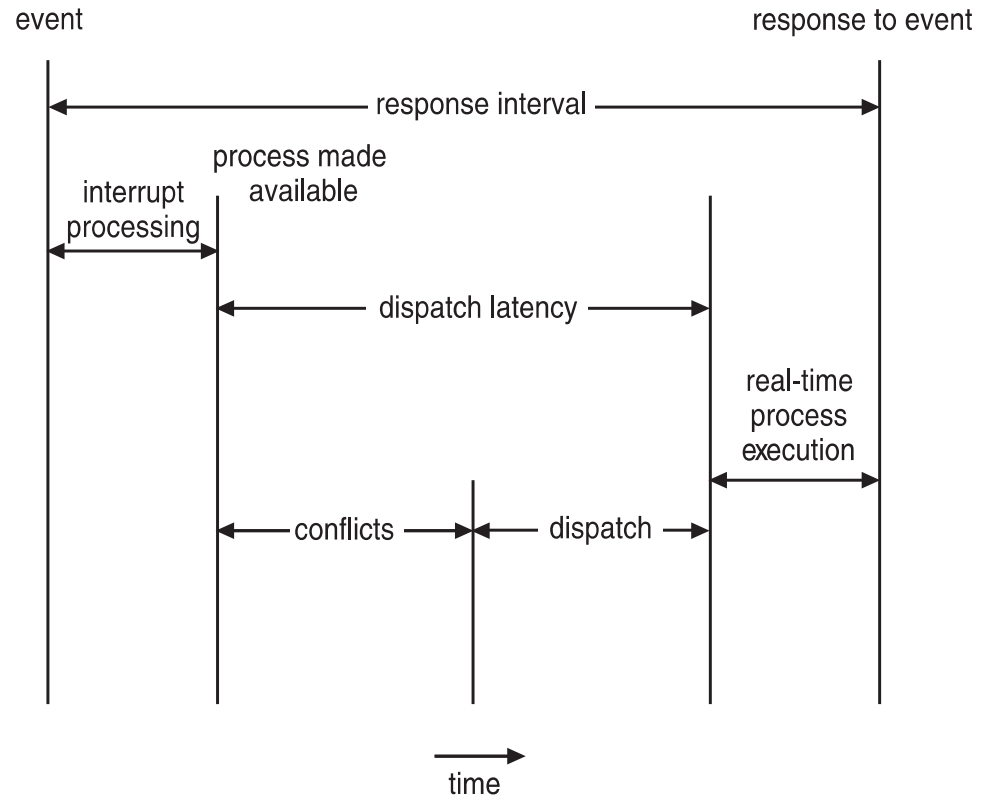 event
response to event
response interval
process made
available
interrupt
processing
dispatch latency
real-time
process
execution
conflicts
dispatch
time